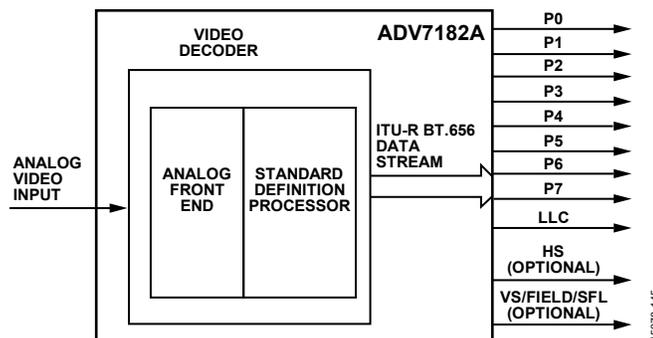 VIDEO
DECODER
ADV7182A
ANALOG
VIDEO
INPUT
ANALOG
FRONT
END
STANDARD
DEFINITION
PROCESSOR
ITU-R BT.656
DATA
STREAM
P0
P1
P2
P3
P4
P5
P6
P7
LLC
HS
(OPTIONAL)
VS/FIELD/SFL
(OPTIONAL)